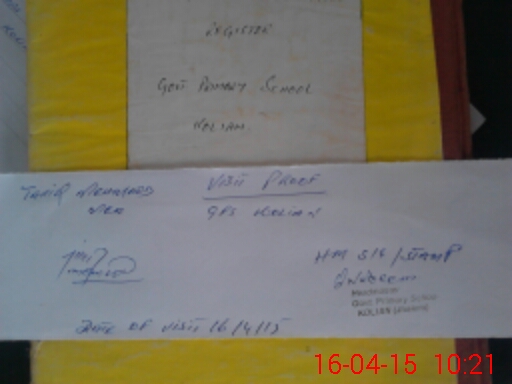 REGISTER
GOVT PRIMARY SCHOOL
KOLIAN
TARIQ MEHMOOD
VISIT PROOF
GPS KOLIAN
HM SIG/STAMP
Headmaster
Govt Primary School
KOLIAN
DATE OF VISIT 16/4/15
16-04-15 10:21